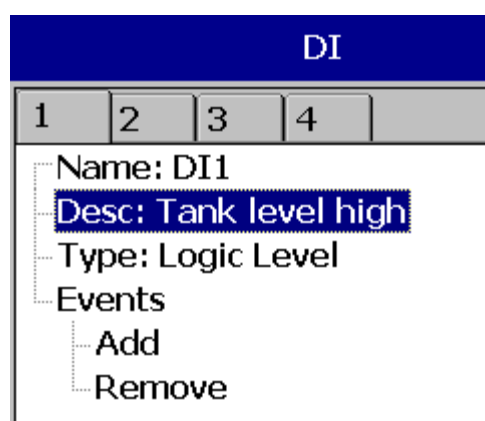 DI
1 2 3 4
Name: DI1
Desc: Tank level high
Type: Logic Level
Events
Add
Remove